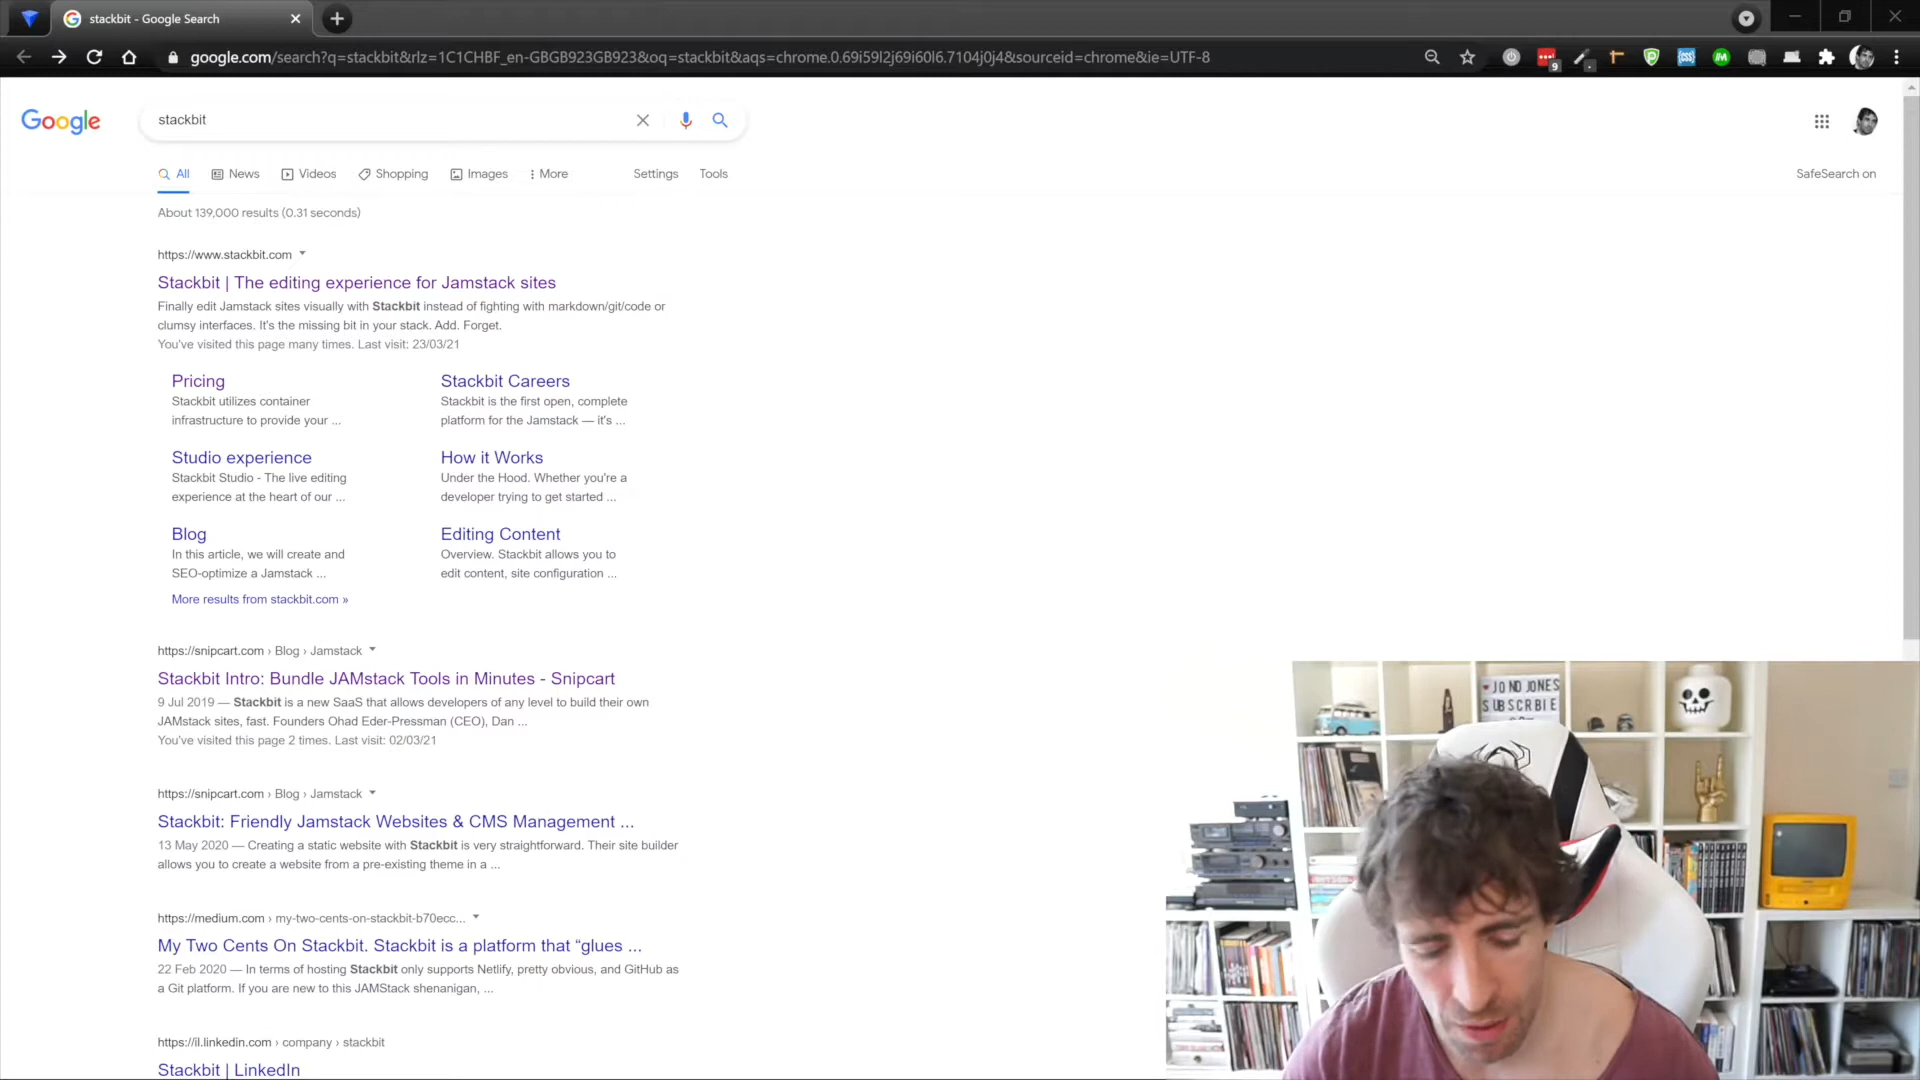 stackbit - Google Search
google.com/search?q=stackbit&rlz=1C1CHBF_en-GBGB923GB923&oq=stackbit&aqs=chrome.0.69i59l2j69i60l6.7104j0j4&sourceid=chrome&ie=UTF-8
9
Google
stackbit
All
News
Videos
Shopping
Images
More
Settings
Tools
SafeSearch on
About 139,000 results (0.31 seconds)
https://www.stackbit.com
Stackbit | The editing experience for Jamstack sites
Finally edit Jamstack sites visually with Stackbit instead of fighting with markdown/git/code or
clumsy interfaces. It's the missing bit in your stack. Add. Forget.
You've visited this page many times. Last visit: 23/03/21
Pricing
Stackbit utilizes container
infrastructure to provide your ...
Stackbit Careers
Stackbit is the first open, complete
platform for the Jamstack — it's ...
Studio experience
Stackbit Studio - The live editing
experience at the heart of our ...
How it Works
Under the Hood. Whether you're a
developer trying to get started ...
Blog
In this article, we will create and
SEO-optimize a Jamstack ...
Editing Content
Overview. Stackbit allows you to
edit content, site configuration ...
More results from stackbit.com »
https://snipcart.com › Blog › Jamstack
Stackbit Intro: Bundle JAMstack Tools in Minutes - Snipcart
9 Jul 2019 — Stackbit is a new SaaS that allows developers of any level to build their own
JAMstack sites, fast. Founders Ohad Eder-Pressman (CEO), Dan ...
You've visited this page 2 times. Last visit: 02/03/21
https://snipcart.com › Blog › Jamstack
Stackbit: Friendly Jamstack Websites & CMS Management ...
13 May 2020 — Creating a static website with Stackbit is very straightforward. Their site builder
allows you to create a website from a pre-existing theme in a ...
https://medium.com › my-two-cents-on-stackbit-b70ecc...
My Two Cents On Stackbit. Stackbit is a platform that “glues ...
22 Feb 2020 — In terms of hosting Stackbit only supports Netlify, pretty obvious, and GitHub as
a Git platform. If you are new to this JAMStack shenanigan, ...
https://il.linkedin.com › company › stackbit
Stackbit | LinkedIn
JON D JONES
SUBSCRBIE